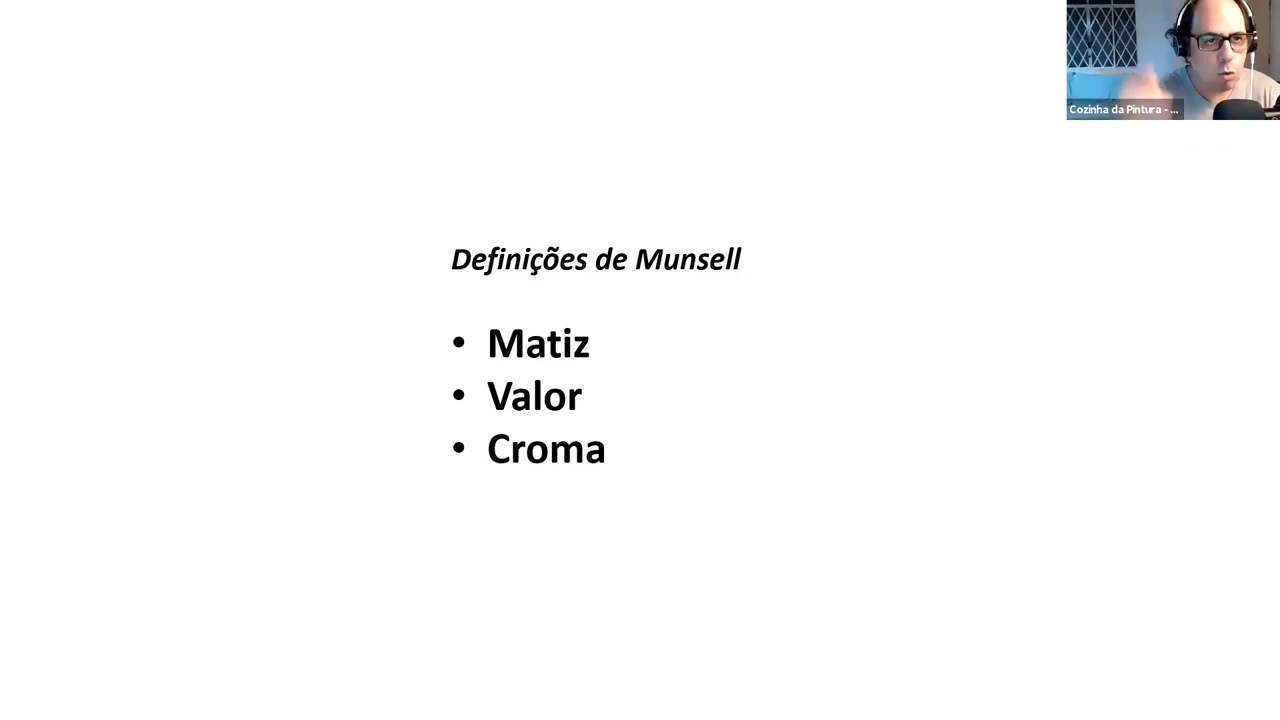 Cozinha da Pintura - ...
Definições de Munsell
• Matiz
• Valor
• Croma